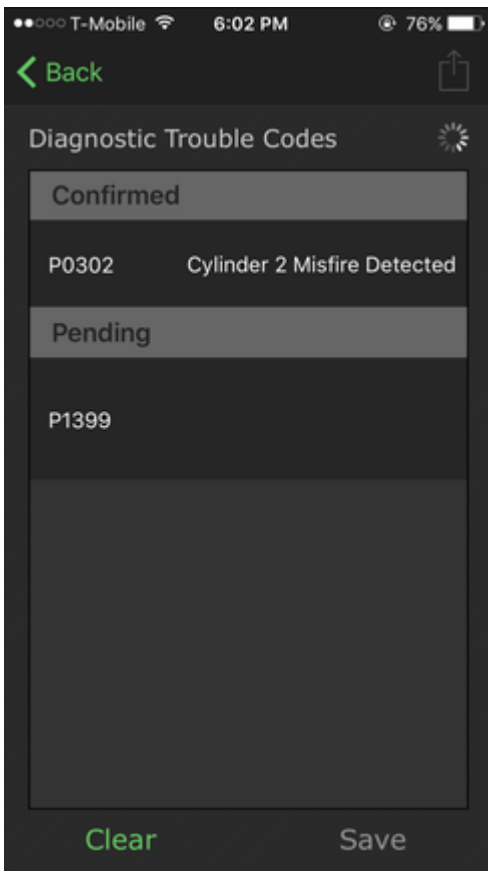 T-Mobile 6:02 PM 76%
Back
Diagnostic Trouble Codes
Confirmed
P0302 Cylinder 2 Misfire Detected
Pending
P1399
Clear Save